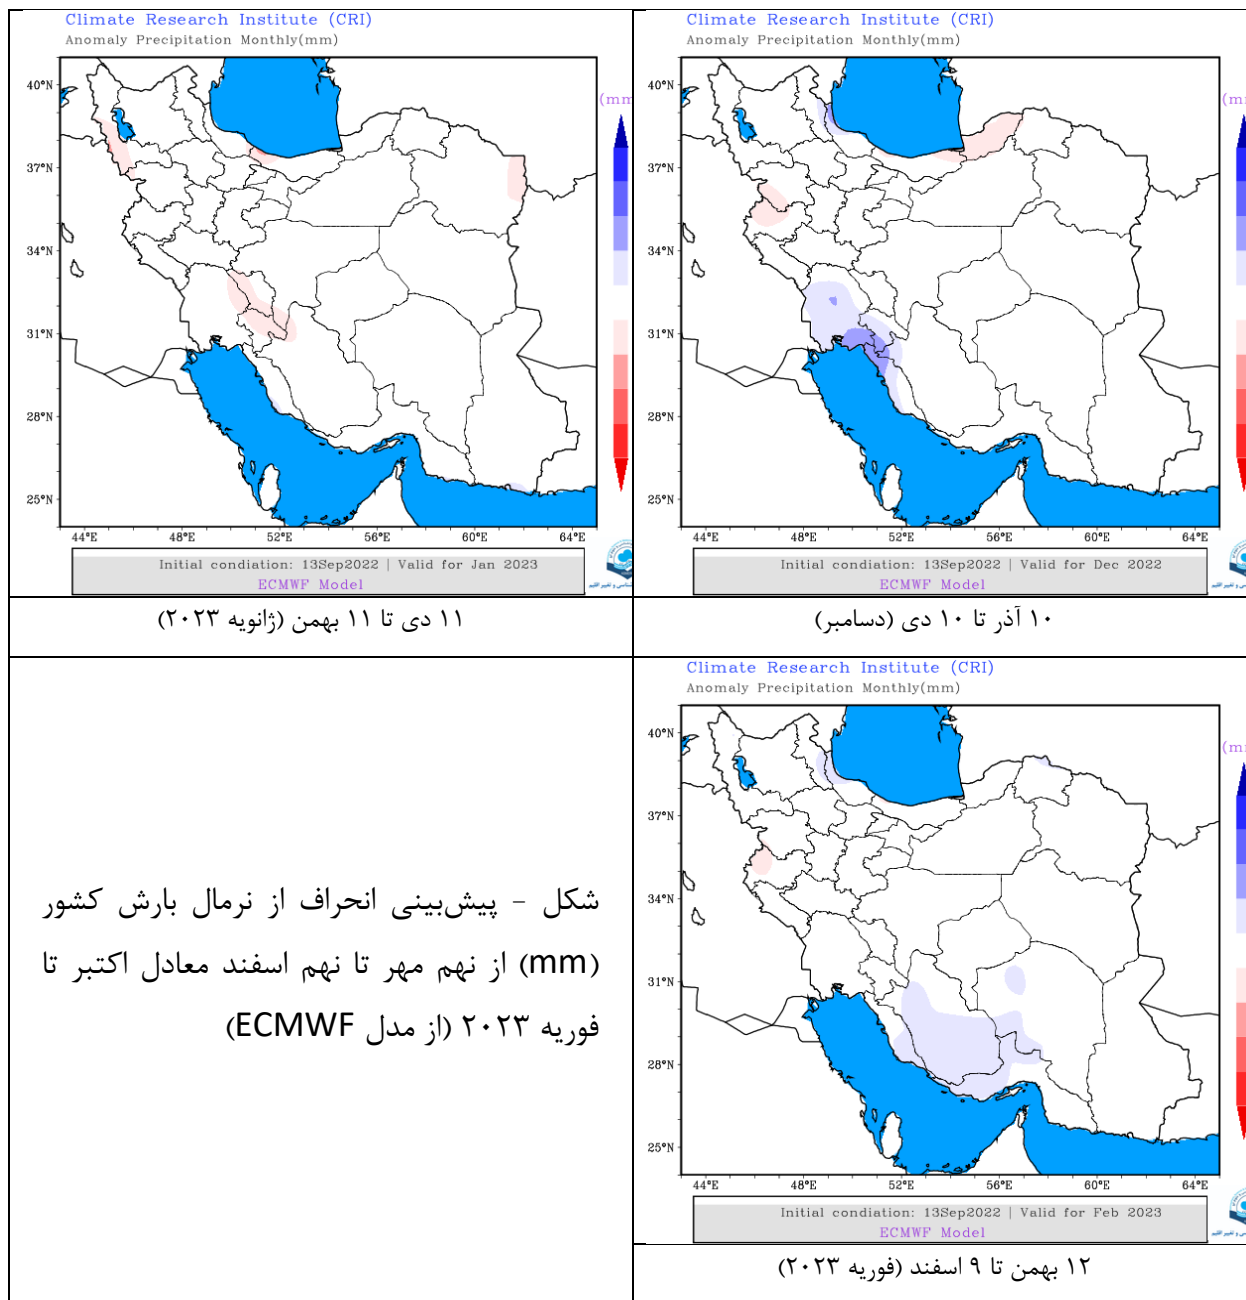 Climate Research Institute (CRI)
Anomaly Precipitation Monthly(mm)
(mm
40°N
37°N
34°N
31°N
28°N
25°N
44°E 48°E 52°E 56°E 60°E 64°E
Initial condiation: 13Sep2022 | Valid for Jan 2023
ECMWF Model
۱۱ دی تا ۱۱ بهمن (ژانویه ۲۰۲۳)
Climate Research Institute (CRI)
Anomaly Precipitation Monthly(mm)
(mm
40°N
37°N
34°N
31°N
28°N
25°N
44°E 48°E 52°E 56°E 60°E 64°E
Initial condiation: 13Sep2022 | Valid for Dec 2022
ECMWF Model
۱۰ آذر تا ۱۰ دی (دسامبر)
شکل - پیش‌بینی انحراف از نرمال بارش کشور
(mm) از نهم مهر تا نهم اسفند معادل اکتبر تا
فوریه ۲۰۲۳ (از مدل ECMWF)
Climate Research Institute (CRI)
Anomaly Precipitation Monthly(mm)
(mm
40°N
37°N
34°N
31°N
28°N
25°N
44°E 48°E 52°E 56°E 60°E 64°E
Initial condiation: 13Sep2022 | Valid for Feb 2023
ECMWF Model
۱۲ بهمن تا ۹ اسفند (فوریه ۲۰۲۳)